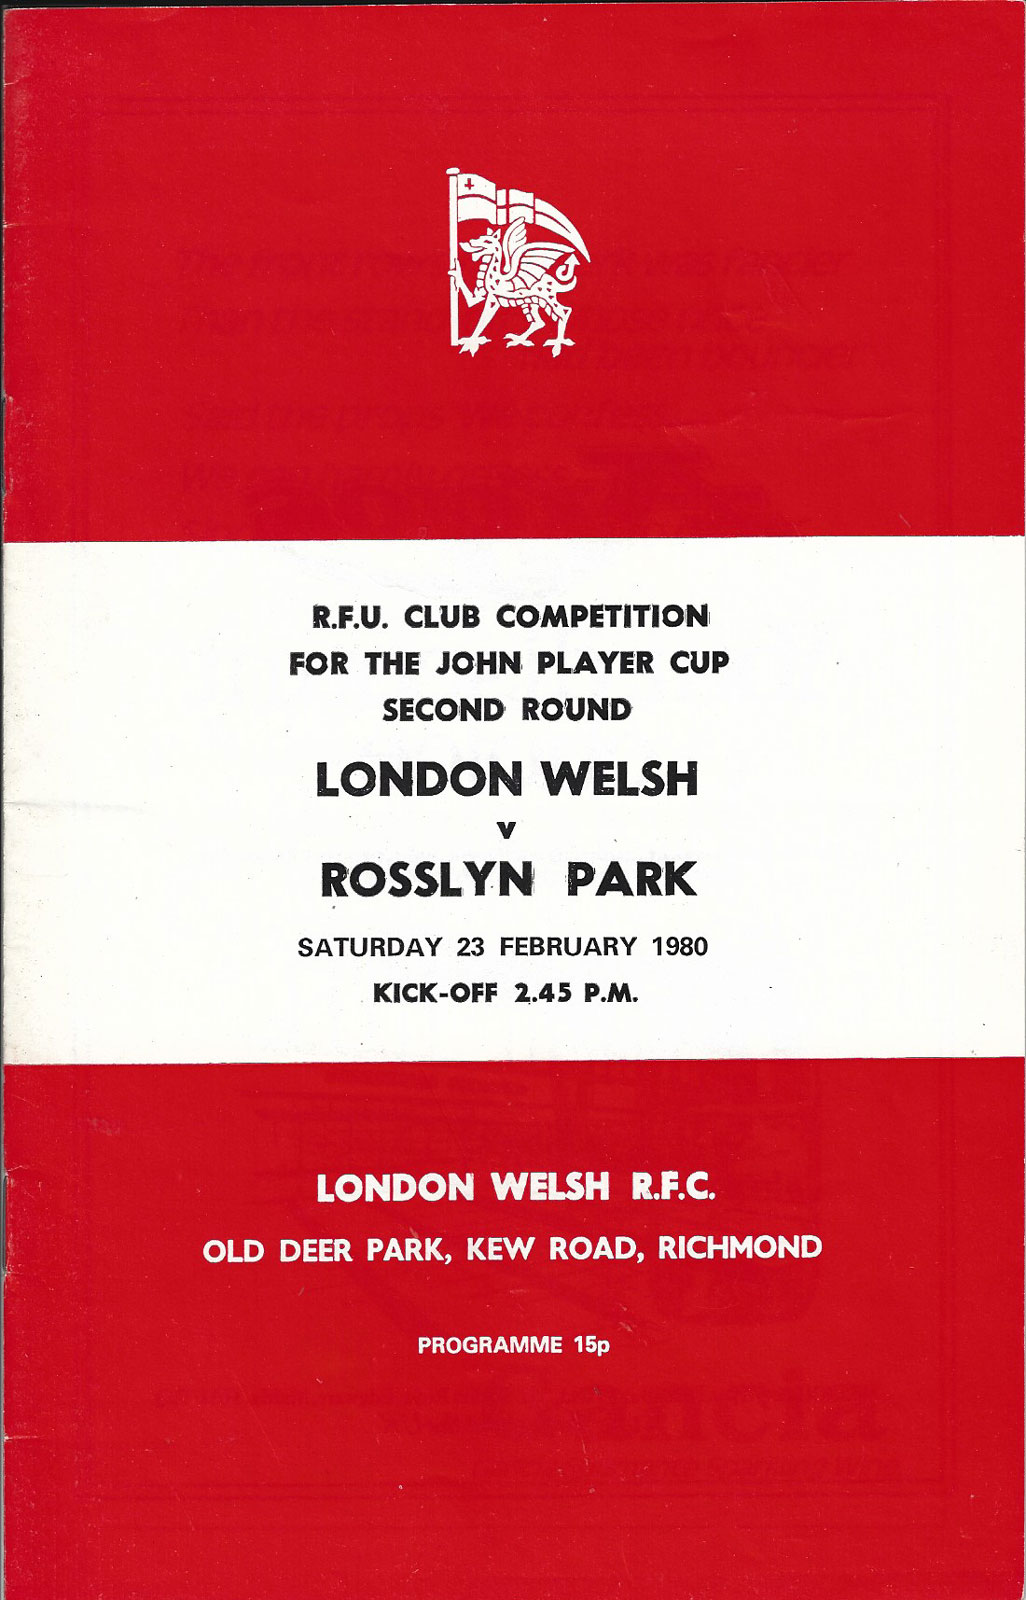 R.F.U. CLUB COMPETITION
FOR THE JOHN PLAYER CUP
SECOND ROUND
LONDON WELSH
v
ROSSLYN PARK
SATURDAY 23 FEBRUARY 1980
KICK-OFF 2.45 P.M.
LONDON WELSH R.F.C.
OLD DEER PARK, KEW ROAD, RICHMOND
PROGRAMME 15p